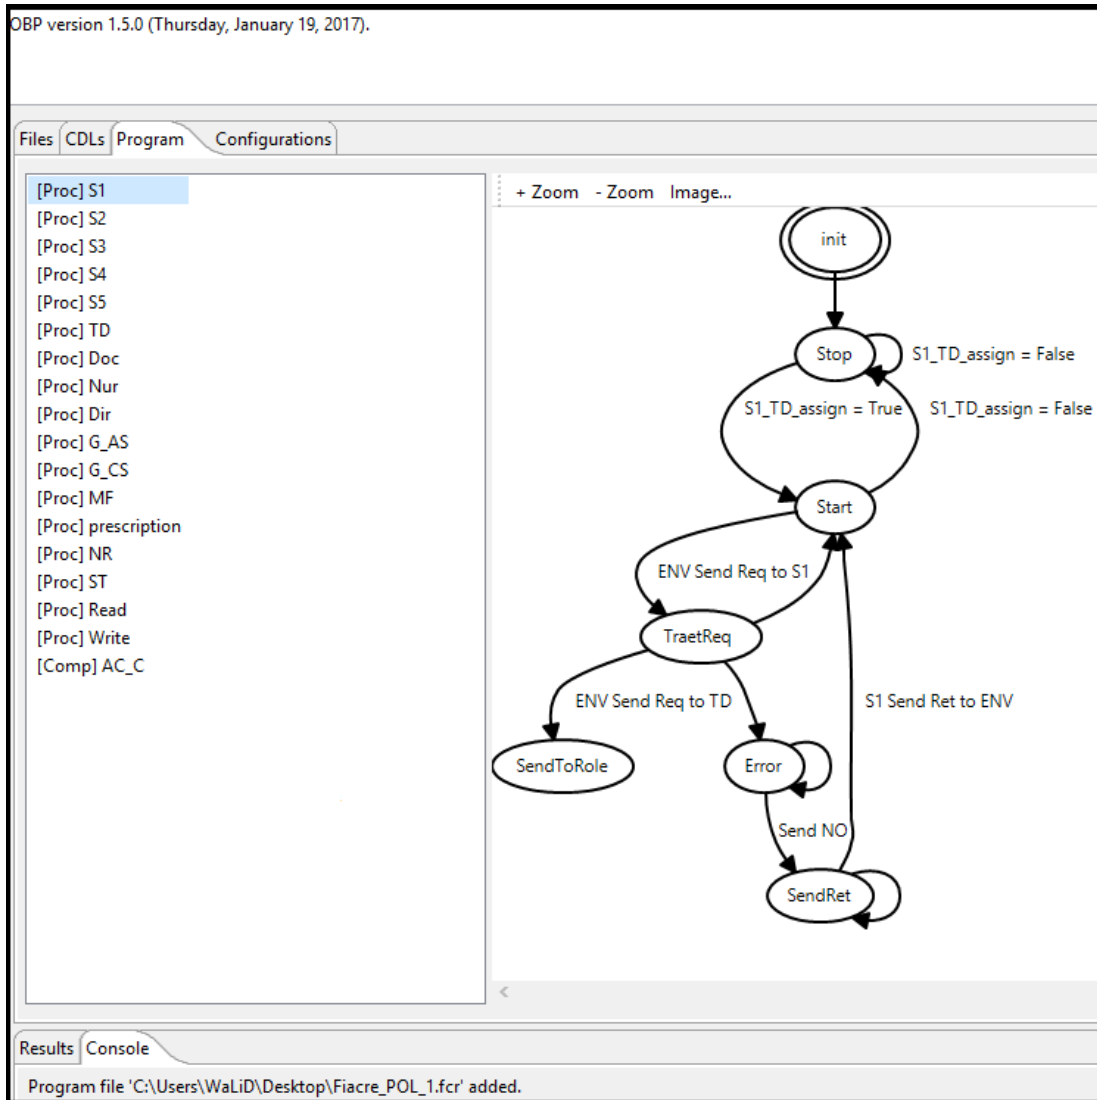 OBP version 1.5.0 (Thursday, January 19, 2017).
Files CDLs Program Configurations
[Proc] S1
[Proc] S2
[Proc] S3
[Proc] S4
[Proc] S5
[Proc] TD
[Proc] Doc
[Proc] Nur
[Proc] Dir
[Proc] G_AS
[Proc] G_CS
[Proc] MF
[Proc] prescription
[Proc] NR
[Proc] ST
[Proc] Read
[Proc] Write
[Comp] AC_C
+ Zoom - Zoom Image...
init
Stop
S1_TD_assign = False
S1_TD_assign = True
S1_TD_assign = False
Start
ENV Send Req to S1
TraetReq
ENV Send Req to TD
S1 Send Ret to ENV
SendToRole
Error
Send NO
SendRet
Results Console
Program file 'C:\Users\WaLiD\Desktop\Fiacre_POL_1.fcr' added.